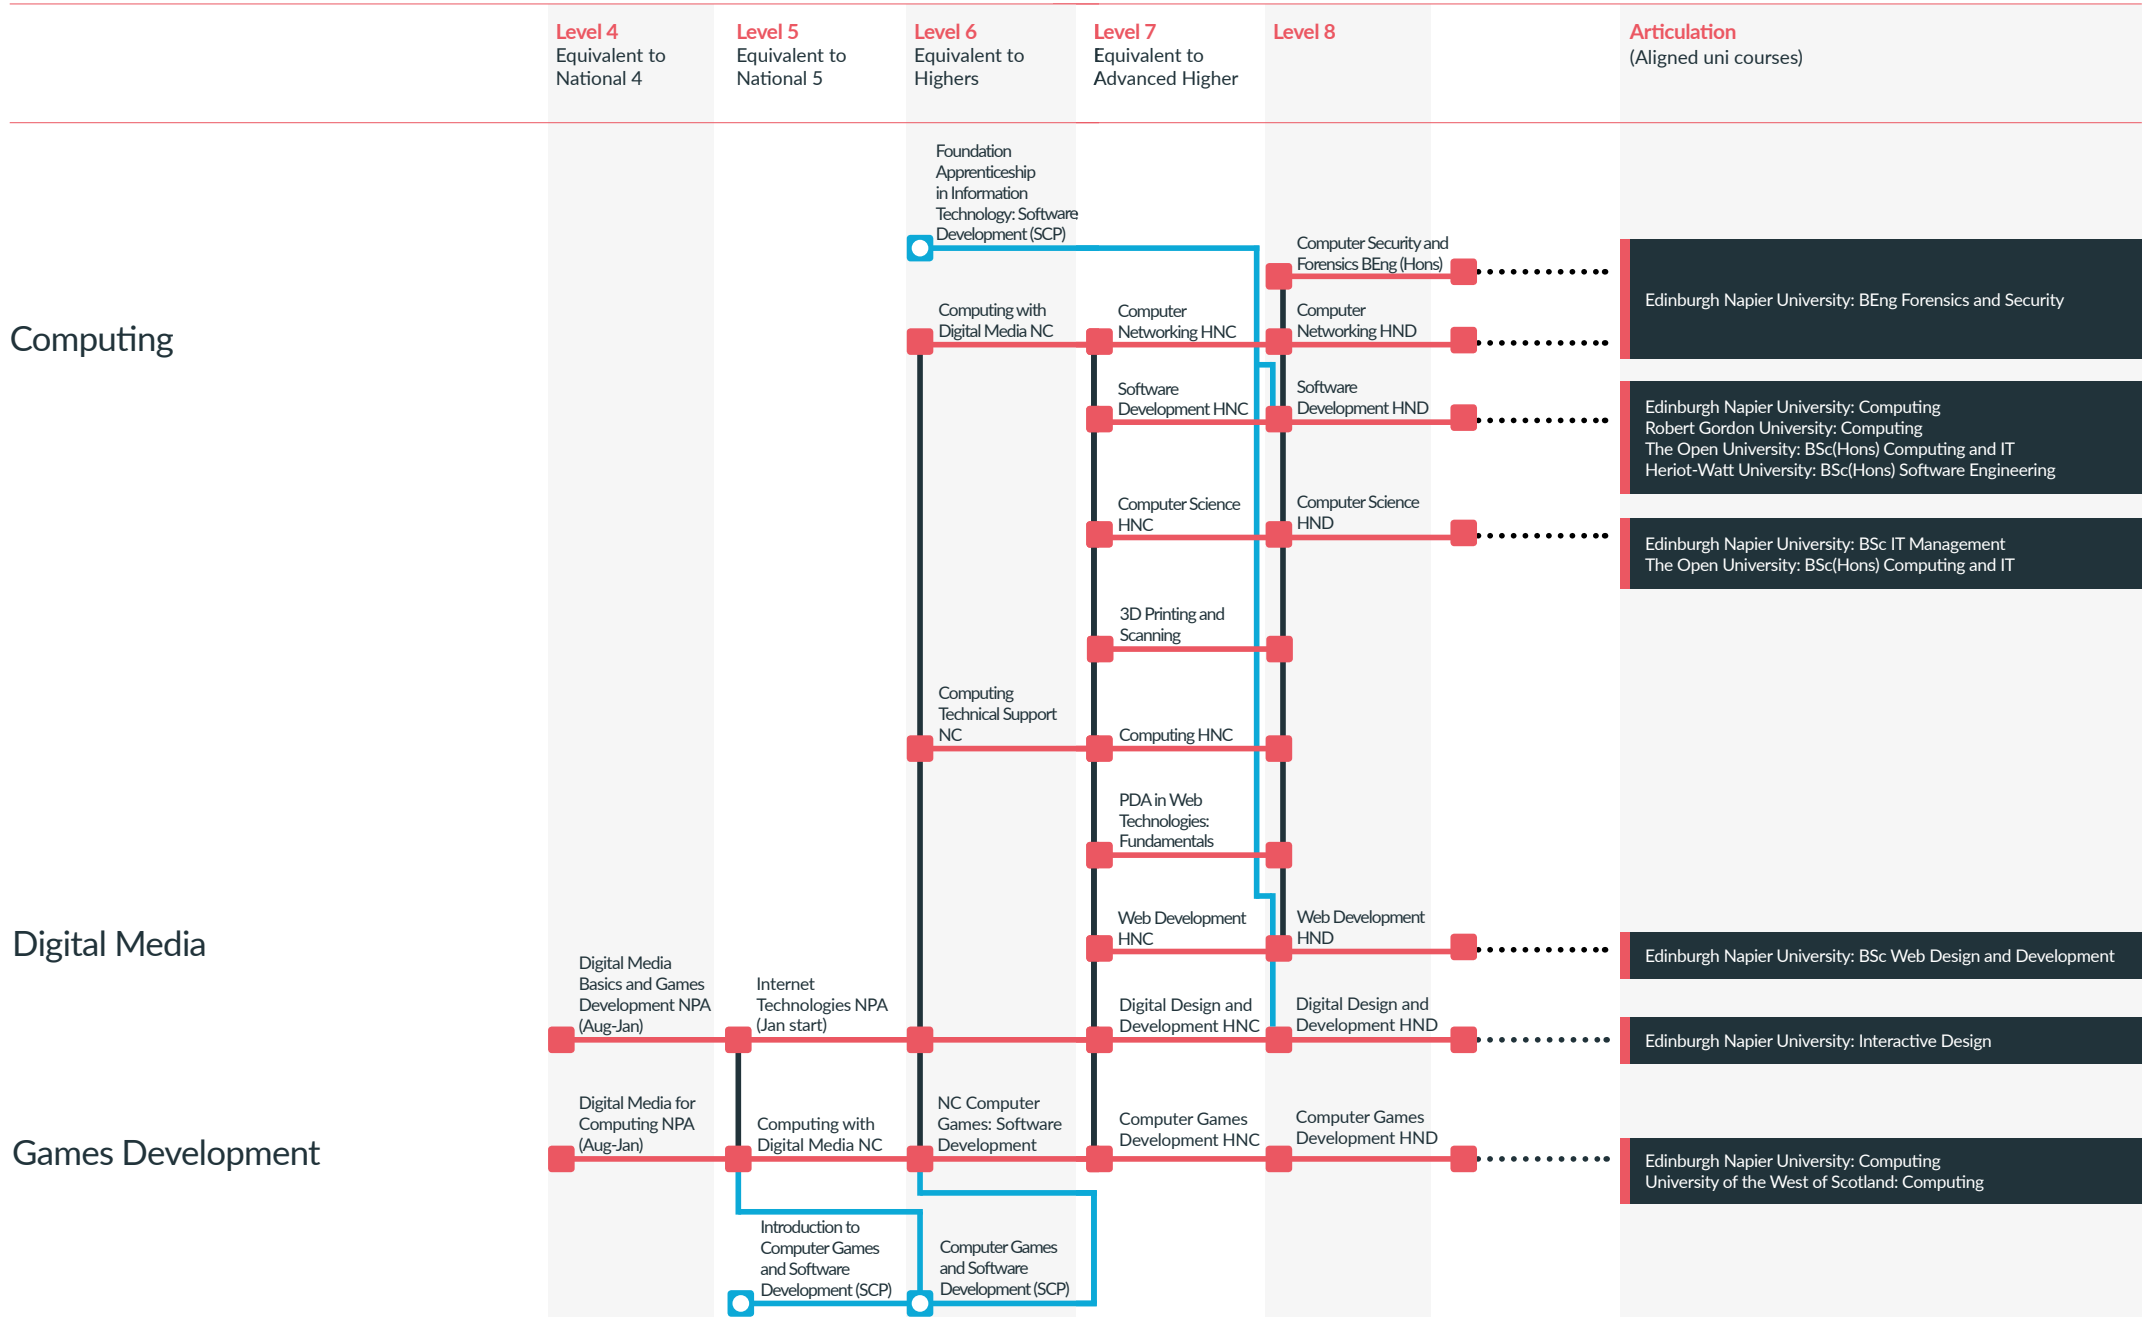 Level 4
Equivalent to
National 4
Level 5
Equivalent to
National 5
Level 6
Equivalent to
Highers
Level 7
Equivalent to
Advanced Higher
Level 8
Articulation
(Aligned uni courses)
Computing
Foundation
Apprenticeship
in Information
Technology: Software
Development (SCP)
Computer Security and
Forensics BEng (Hons)
Edinburgh Napier University: BEng Forensics and Security
Computing with
Digital Media NC
Computer
Networking HNC
Computer
Networking HND
Software
Development HNC
Software
Development HND
Edinburgh Napier University: Computing
Robert Gordon University: Computing
The Open University: BSc(Hons) Computing and IT
Heriot-Watt University: BSc(Hons) Software Engineering
Computer Science
HNC
Computer Science
HND
Edinburgh Napier University: BSc IT Management
The Open University: BSc(Hons) Computing and IT
3D Printing and
Scanning
Computing
Technical Support
NC
Computing HNC
PDA in Web
Technologies:
Fundamentals
Digital Media
Web Development
HNC
Web Development
HND
Edinburgh Napier University: BSc Web Design and Development
Digital Media
Basics and Games
Development NPA
(Aug-Jan)
Internet
Technologies NPA
(Jan start)
Digital Design and
Development HNC
Digital Design and
Development HND
Edinburgh Napier University: Interactive Design
Games Development
Digital Media for
Computing NPA
(Aug-Jan)
Computing with
Digital Media NC
NC Computer
Games: Software
Development
Computer Games
Development HNC
Computer Games
Development HND
Edinburgh Napier University: Computing
University of the West of Scotland: Computing
Introduction to
Computer Games
and Software
Development (SCP)
Computer Games
and Software
Development (SCP)